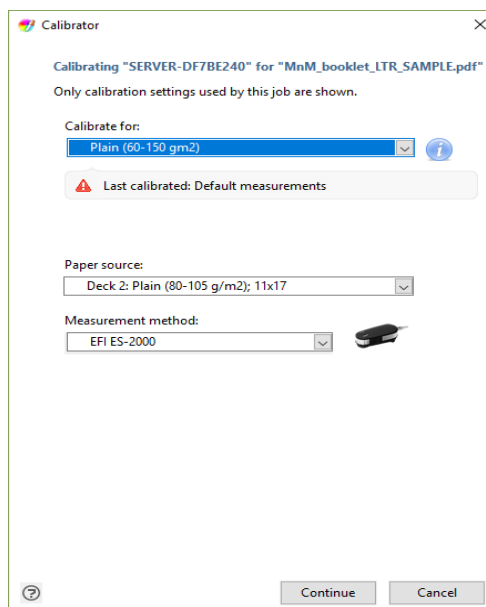 Calibrator
Calibrating "SERVER-DF7BE240" for "MnM_booklet_LTR_SAMPLE.pdf"
Only calibration settings used by this job are shown.
Calibrate for:
Plain (60-150 gm2)
Last calibrated: Default measurements
Paper source:
Deck 2: Plain (80-105 g/m2); 11x17
Measurement method:
EFI ES-2000
Continue Cancel